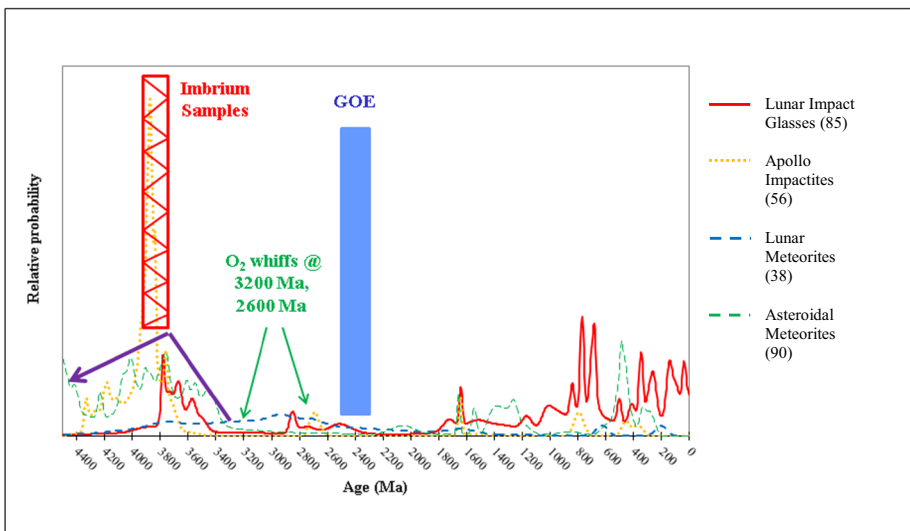 Imbrium
Samples
GOE
O₂ whiffs @
3200 Ma,
2600 Ma
Relative probability
4400 4200 4000 3800 3600 3400 3200 3000 2800 2600 2400 2200 2000 1800 1600 1400 1200 1000 800 600 400 200 0
Age (Ma)
Lunar Impact
Glasses (85)
Apollo
Impactites
(56)
Lunar
Meteorites
(38)
Asteroidal
Meteorites
(90)